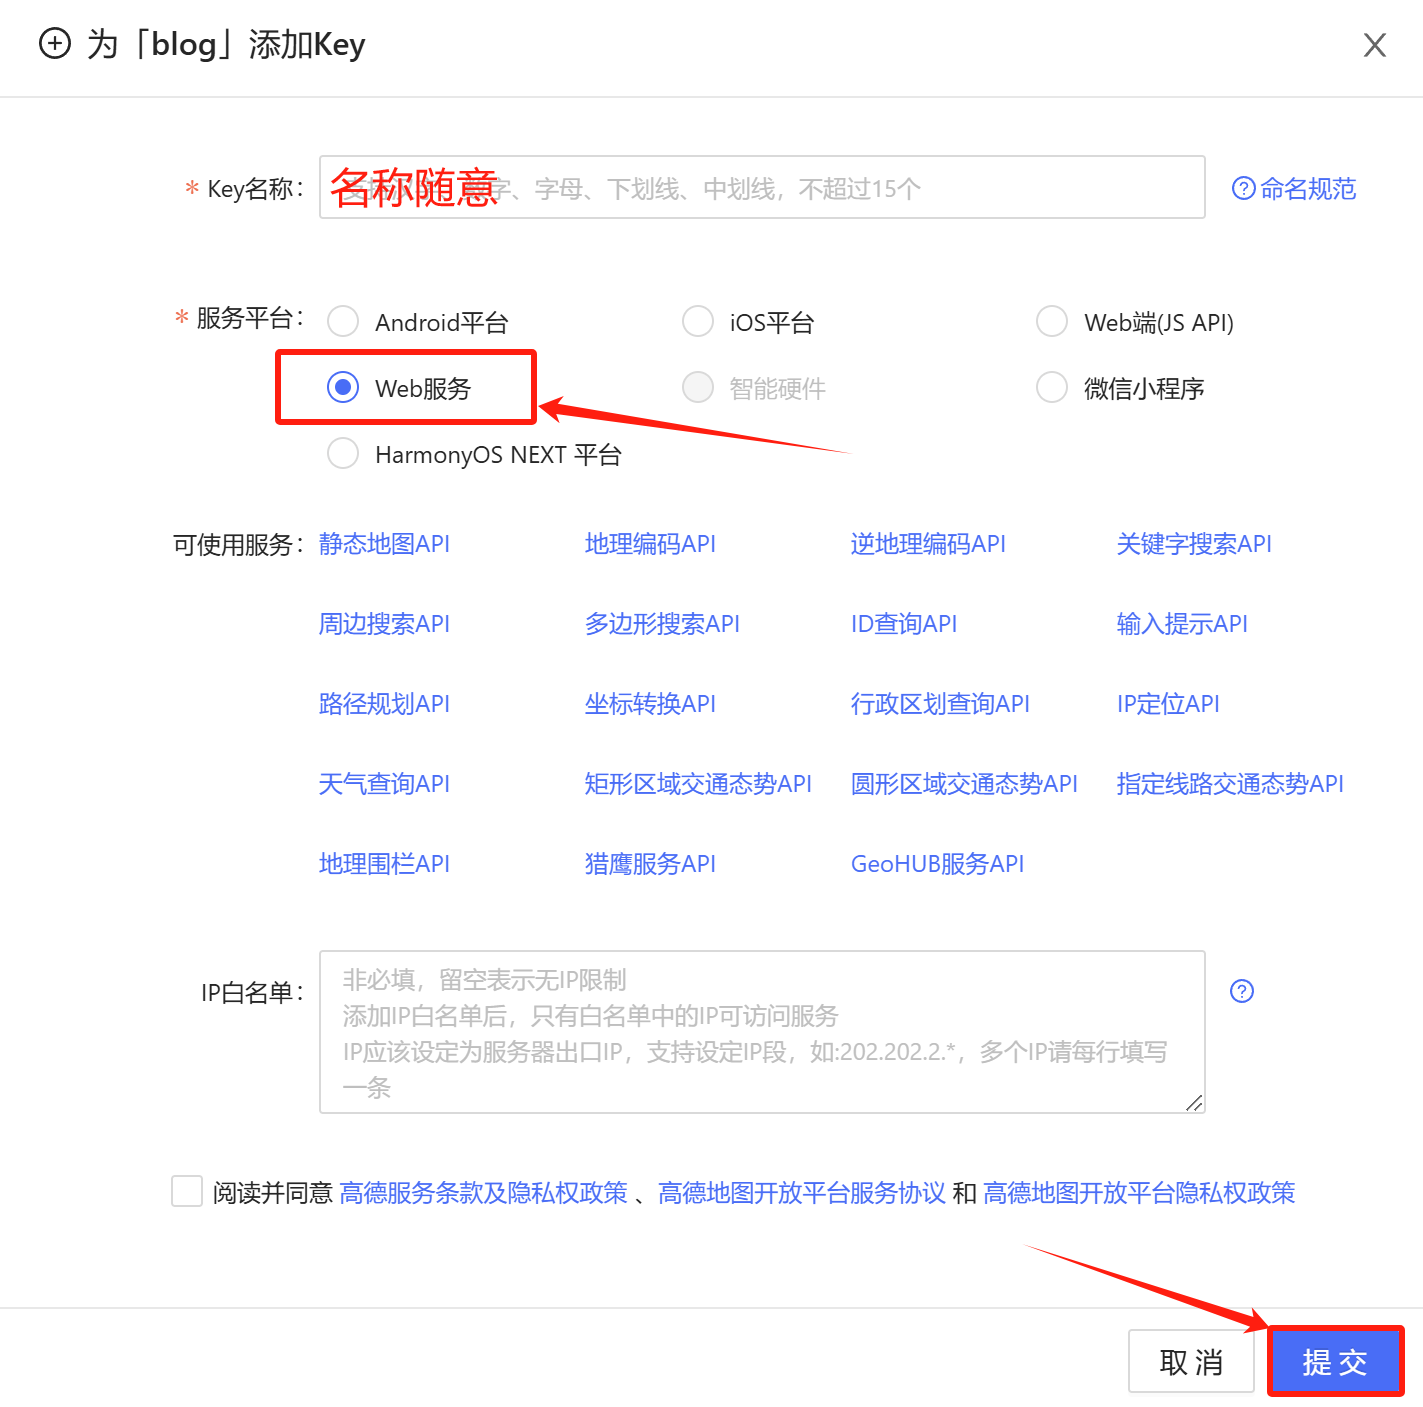 为「blog」添加Key
* Key名称：
名称随意
字、字母、下划线、中划线，不超过15个
命名规范
* 服务平台：
Android平台
iOS平台
Web端(JS API)
Web服务
智能硬件
微信小程序
HarmonyOS NEXT 平台
可使用服务：
静态地图API
地理编码API
逆地理编码API
关键字搜索API
周边搜索API
多边形搜索API
ID查询API
输入提示API
路径规划API
坐标转换API
行政区划查询API
IP定位API
天气查询API
矩形区域交通态势API
圆形区域交通态势API
指定线路交通态势API
地理围栏API
猎鹰服务API
GeoHUB服务API
IP白名单：
非必填，留空表示无IP限制
添加IP白名单后，只有白名单中的IP可访问服务
IP应该设定为服务器出口IP，支持设定IP段，如:202.202.2.*，多个IP请每行填写
一条
阅读并同意 高德服务条款及隐私权政策 、高德地图开放平台服务协议 和 高德地图开放平台隐私权政策
取 消
提 交